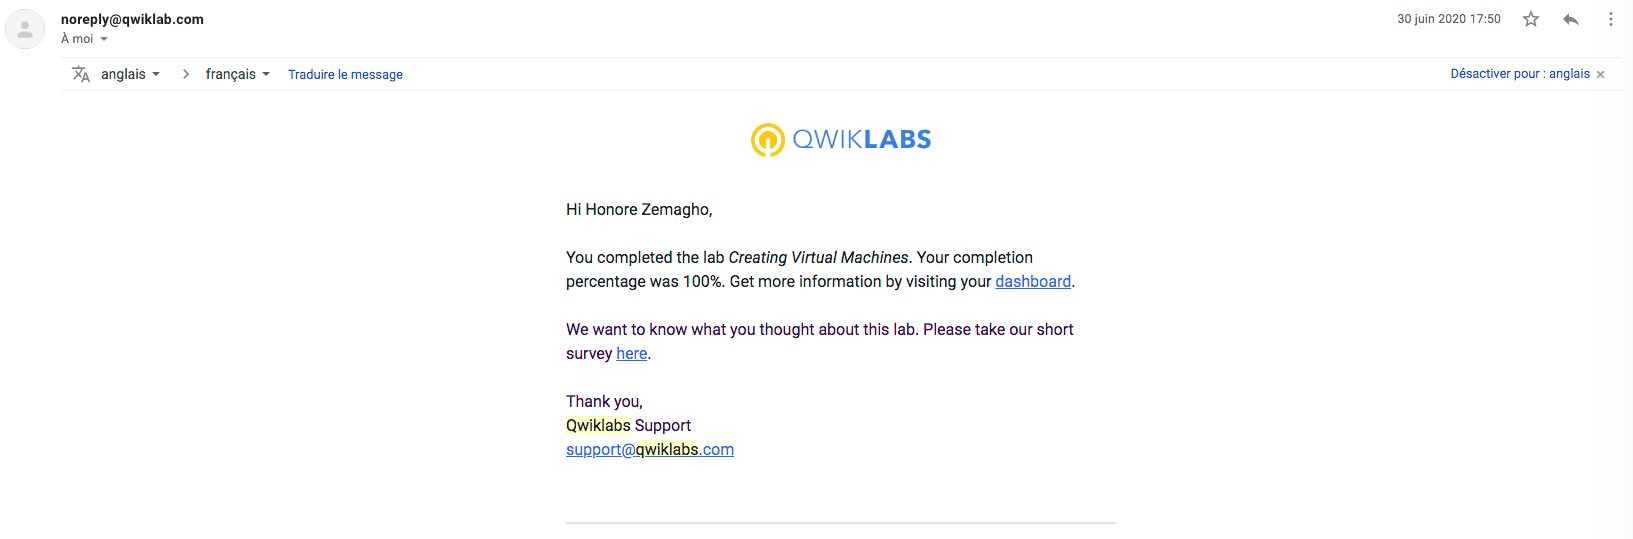 noreply@qwiklab.com
30 juin 2020 17:50
À moi
anglais
français
Traduire le message
Désactiver pour : anglais
QWIKLABS
Hi Honore Zemagho,
You completed the lab Creating Virtual Machines. Your completion
percentage was 100%. Get more information by visiting your dashboard.
We want to know what you thought about this lab. Please take our short
survey here.
Thank you,
Qwiklabs Support
support@qwiklabs.com